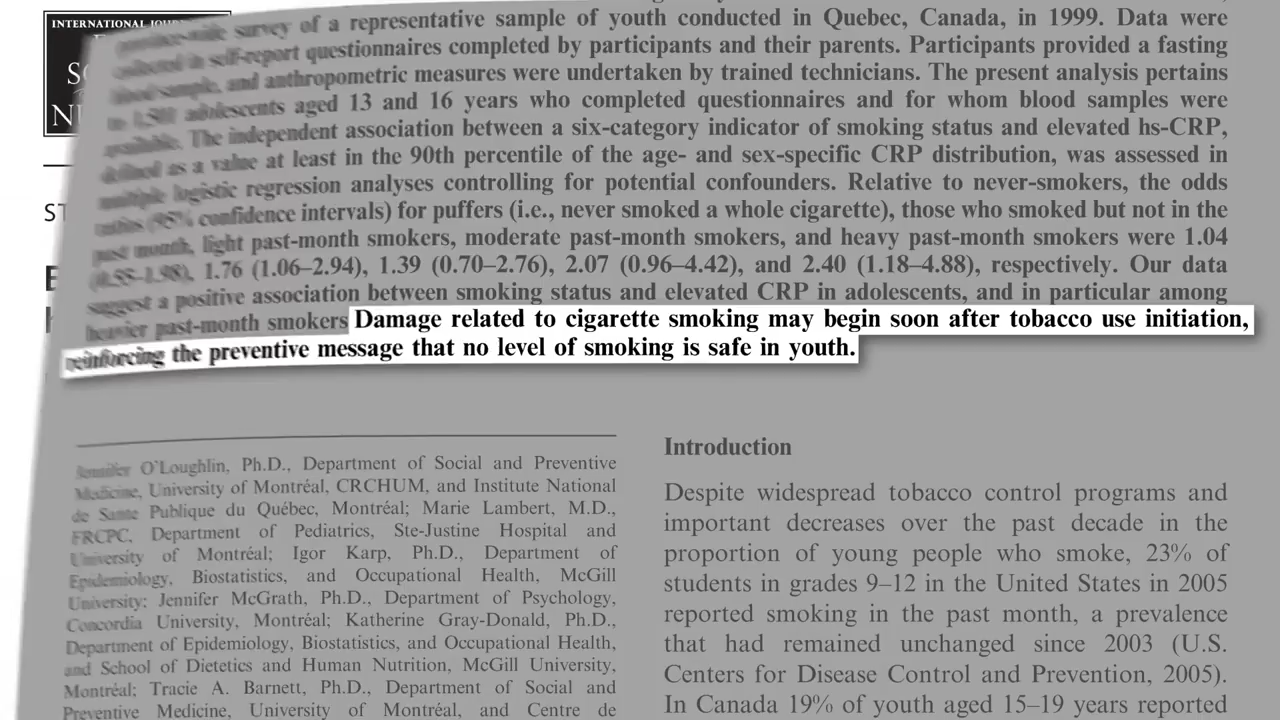 INTERNATIONAL JOUR
survey of a representative sample of youth conducted in Quebec, Canada, in 1999. Data were
collected in self-report questionnaires completed by participants and their parents. Participants provided a fasting
blood sample, and anthropometric measures were undertaken by trained technicians. The present analysis pertains
to 1,501 adolescents aged 13 and 16 years who completed questionnaires and for whom blood samples were
available. The independent association between a six-category indicator of smoking status and elevated hs-CRP,
defined as a value at least in the 90th percentile of the age- and sex-specific CRP distribution, was assessed in
multiple logistic regression analyses controlling for potential confounders. Relative to never-smokers, the odds
ratios (95% confidence intervals) for puffers (i.e., never smoked a whole cigarette), those who smoked but not in the
past month, light past-month smokers, moderate past-month smokers, and heavy past-month smokers were 1.04
(0.55–1.98), 1.76 (1.06–2.94), 1.39 (0.70–2.76), 2.07 (0.96–4.42), and 2.40 (1.18–4.88), respectively. Our data
suggest a positive association between smoking status and elevated CRP in adolescents, and in particular among
heavier past-month smokers Damage related to cigarette smoking may begin soon after tobacco use initiation,
reinforcing the preventive message that no level of smoking is safe in youth.
Jennifer O'Loughlin, Ph.D., Department of Social and Preventive
Medicine, University of Montréal, CRCHUM, and Institute National
de Sante Publique du Québec, Montréal; Marie Lambert, M.D.,
FRCPC, Department of Pediatrics, Ste-Justine Hospital and
University of Montréal; Igor Karp, Ph.D., Department of
Epidemiology, Biostatistics, and Occupational Health, McGill
University; Jennifer McGrath, Ph.D., Department of Psychology,
Concordia University, Montréal; Katherine Gray-Donald, Ph.D.,
Department of Epidemiology, Biostatistics, and Occupational Health,
and School of Dietetics and Human Nutrition, McGill University,
Montréal; Tracie A. Barnett, Ph.D., Department of Social and
Preventive Medicine, University of Montréal, and Centre de
Introduction
Despite widespread tobacco control programs and
important decreases over the past decade in the
proportion of young people who smoke, 23% of
students in grades 9–12 in the United States in 2005
reported smoking in the past month, a prevalence
that had remained unchanged since 2003 (U.S.
Centers for Disease Control and Prevention, 2005).
In Canada 19% of youth aged 15–19 years reported